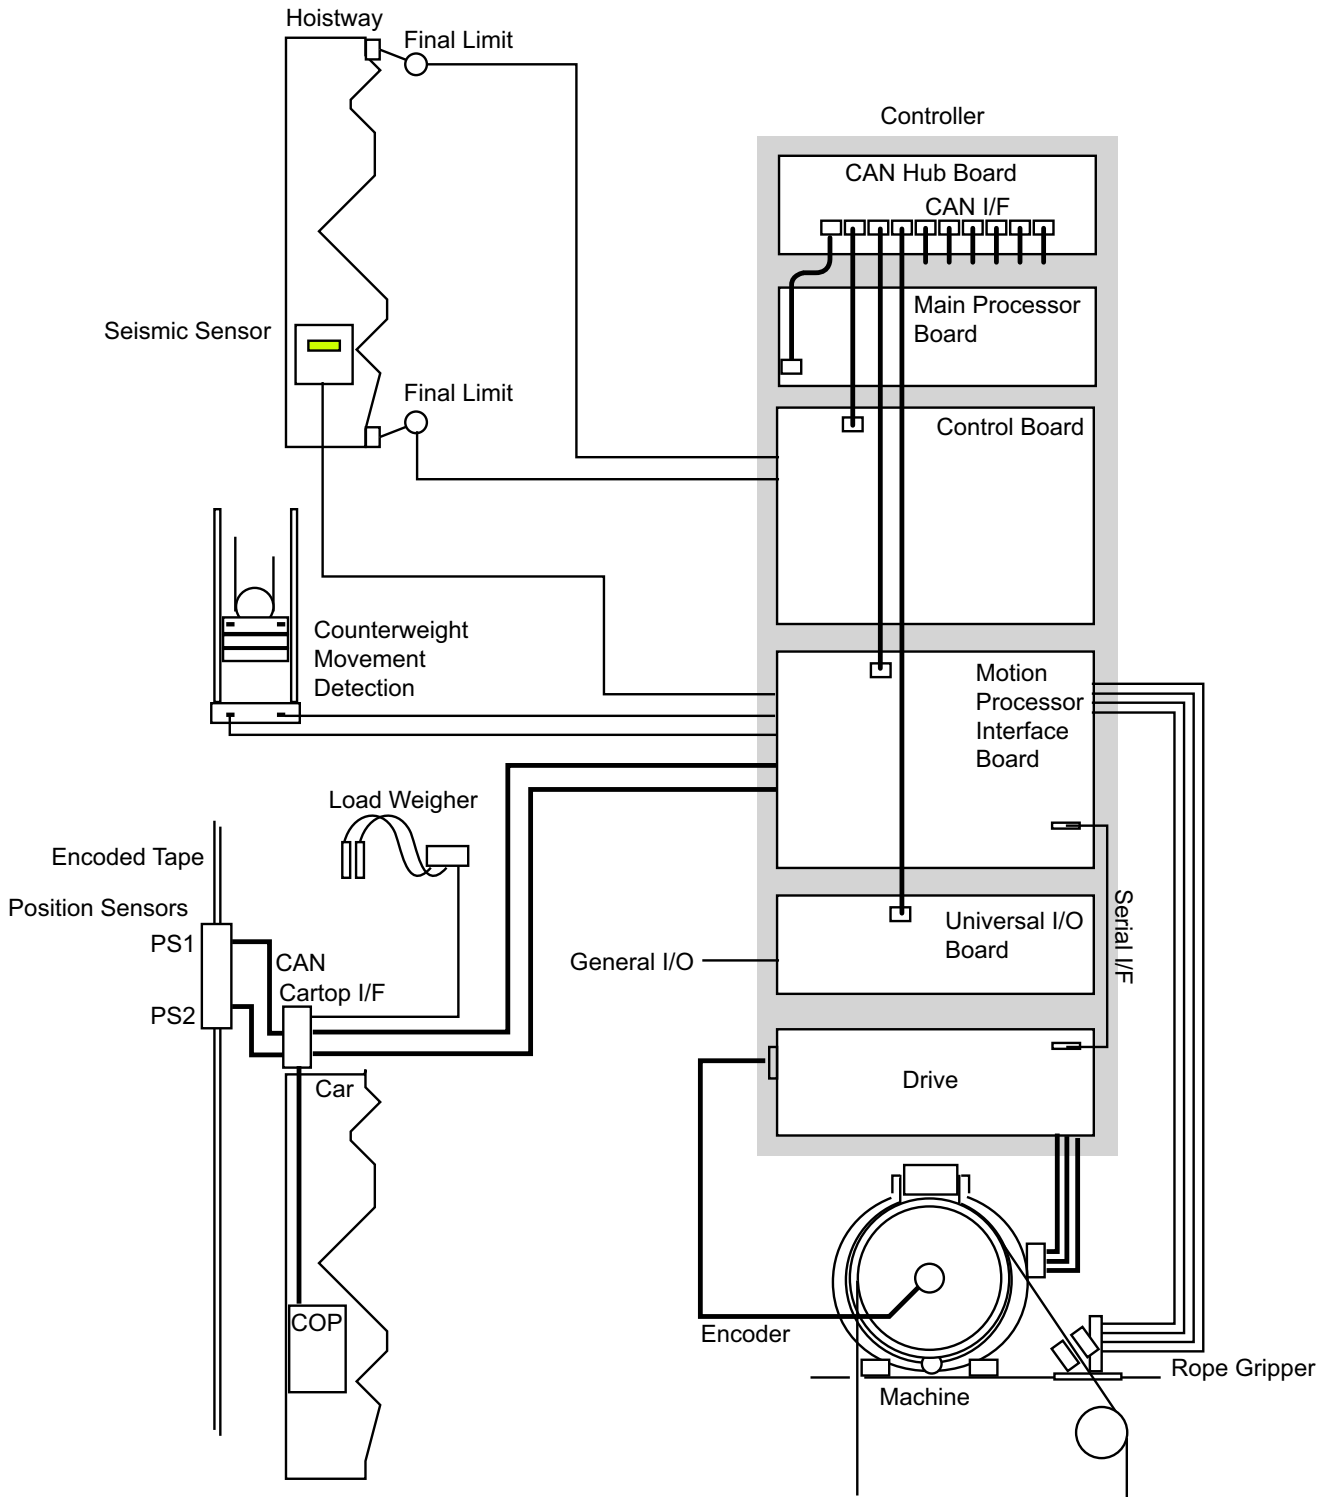 Hoistway
Final Limit
Controller
CAN Hub Board
CAN I/F
Main Processor
Board
Seismic Sensor
Final Limit
Control Board
Counterweight
Movement
Detection
Motion
Processor
Interface
Board
Load Weigher
Encoded Tape
Position Sensors
PS1
CAN
Cartop I/F
PS2
General I/O
Universal I/O
Board
Serial I/F
Car
Drive
COP
Encoder
Rope Gripper
Machine